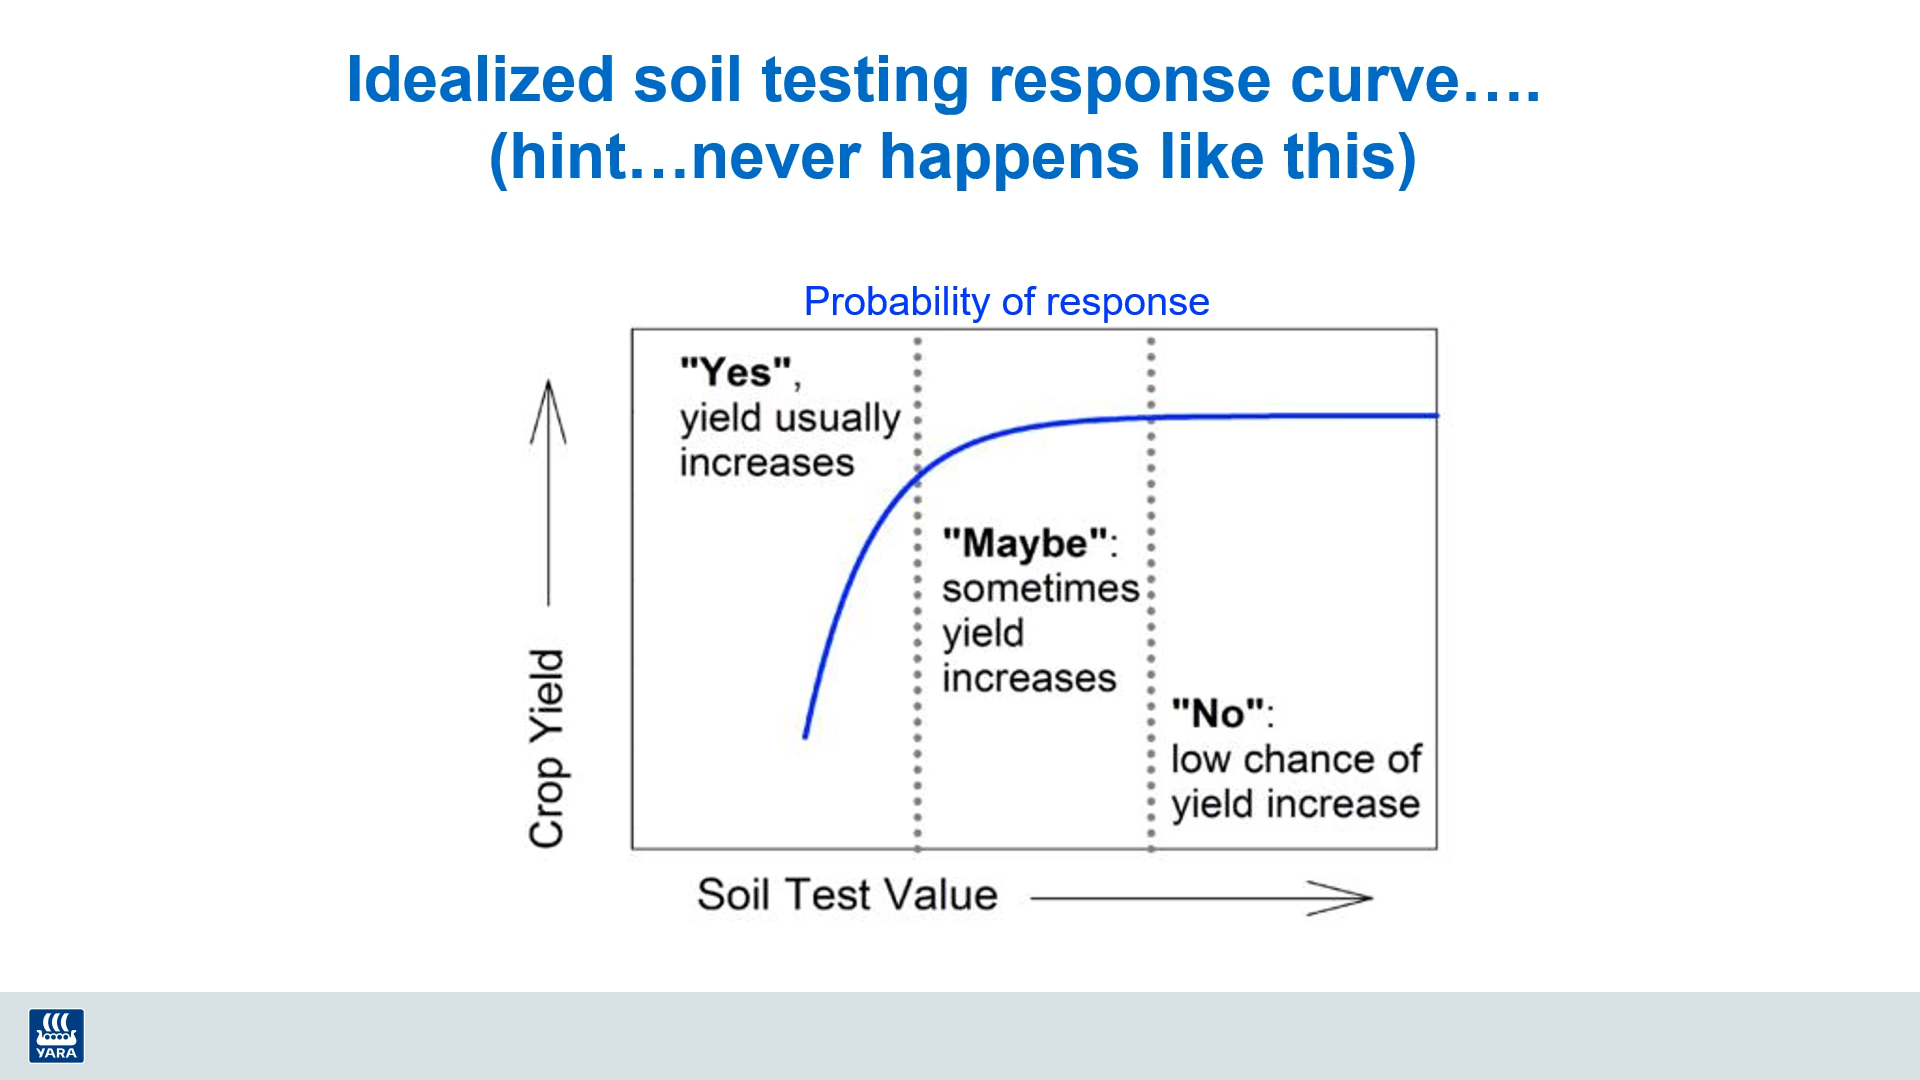 Idealized soil testing response curve….
(hint…never happens like this)
Probability of response
"Yes",
yield usually
increases
"Maybe":
sometimes
yield
increases
"No":
low chance of
yield increase
Crop Yield
Soil Test Value
YARA